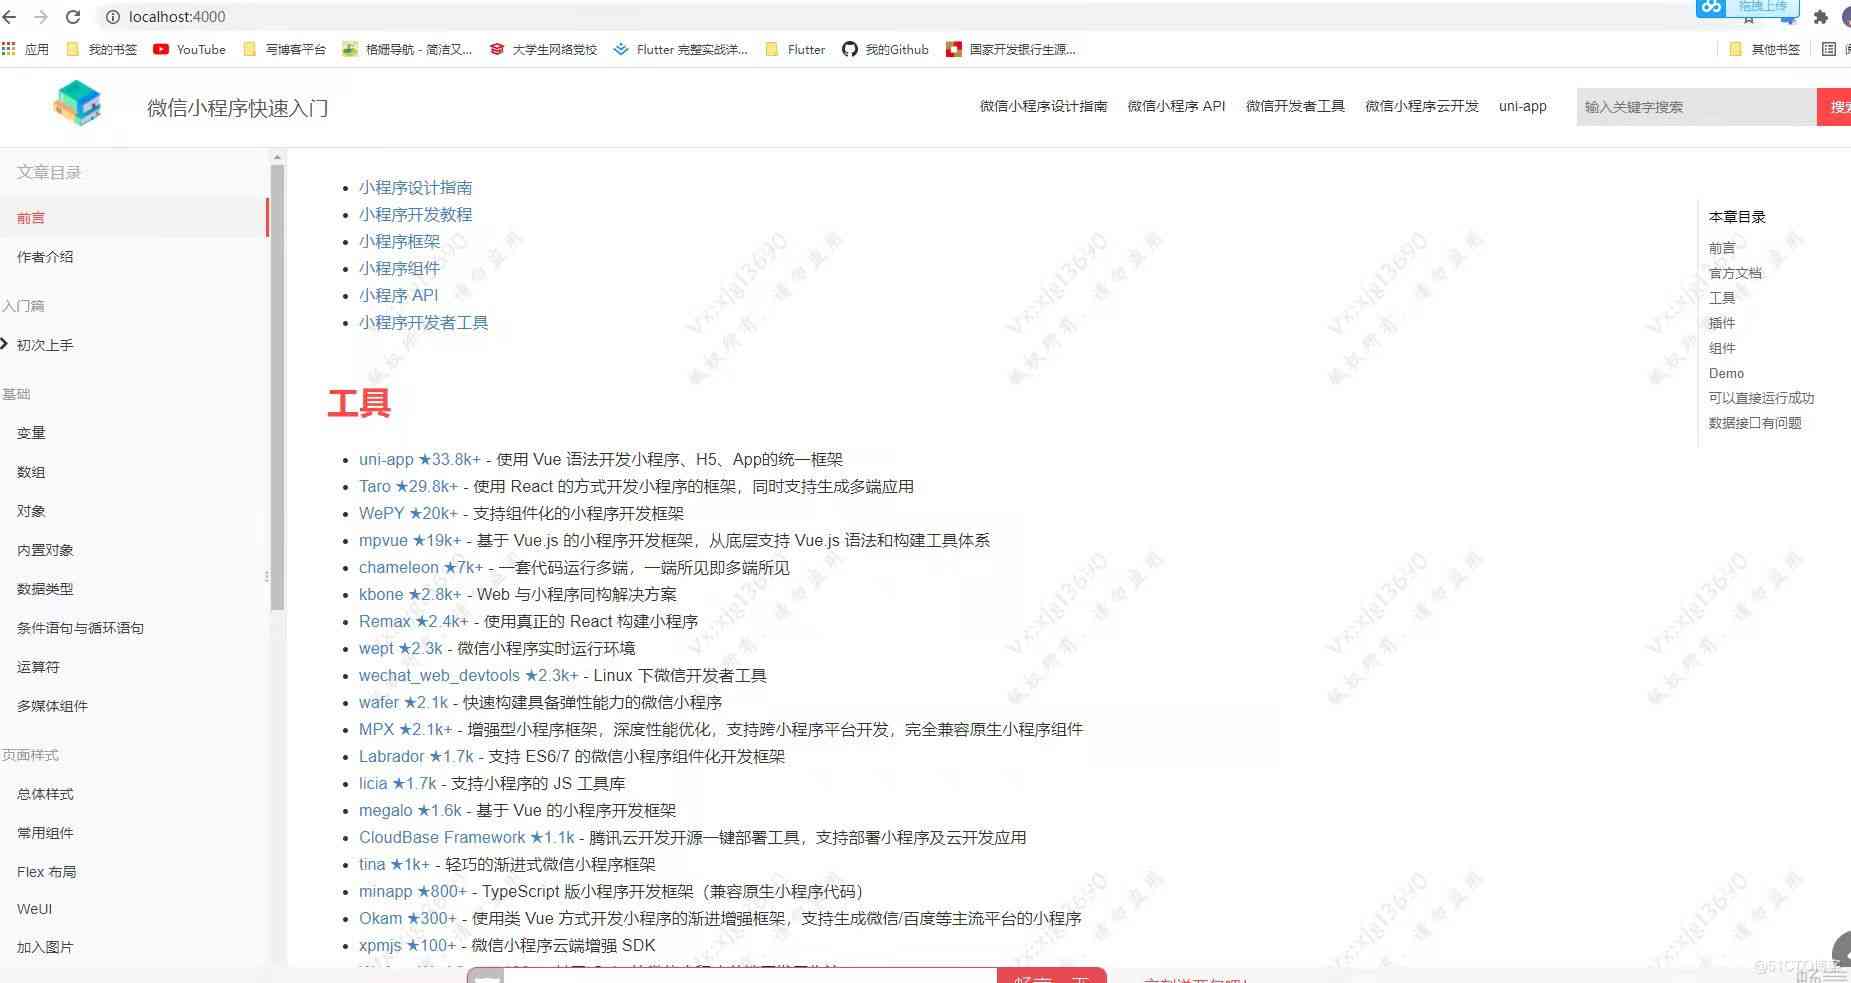 localhost:4000
拖拽上传
应用 我的书签 YouTube 写博客平台 格姗导航 - 简洁又... 大学生网络党校 Flutter 完整实战详... Flutter 我的Github 国家开发银行生源... 其他书签
微信小程序快速入门
微信小程序设计指南 微信小程序 API 微信开发者工具 微信小程序云开发 uni-app 输入关键字搜索
文章目录
前言
作者介绍
入门篇
初次上手
基础
变量
数组
对象
内置对象
数据类型
条件语句与循环语句
运算符
多媒体组件
页面样式
总体样式
常用组件
Flex 布局
WeUI
加入图片
小程序设计指南
小程序开发教程
小程序框架
小程序组件
小程序 API
小程序开发者工具
工具
uni-app ★33.8k+ - 使用 Vue 语法开发小程序、H5、App的统一框架
Taro ★29.8k+ - 使用 React 的方式开发小程序的框架，同时支持生成多端应用
WePY ★20k+ - 支持组件化的小程序开发框架
mpvue ★19k+ - 基于 Vue.js 的小程序开发框架，从底层支持 Vue.js 语法和构建工具体系
chameleon ★7k+ - 一套代码运行多端，一端所见即多端所见
kbone ★2.8k+ - Web 与小程序同构解决方案
Remax ★2.4k+ - 使用真正的 React 构建小程序
wept ★2.3k - 微信小程序实时运行环境
wechat_web_devtools ★2.3k+ - Linux 下微信开发者工具
wafer ★2.1k - 快速构建具备弹性能力的微信小程序
MPX ★2.1k+ - 增强型小程序框架，深度性能优化，支持跨小程序平台开发，完全兼容原生小程序组件
Labrador ★1.7k - 支持 ES6/7 的微信小程序组件化开发框架
licia ★1.7k - 支持小程序的 JS 工具库
megalo ★1.6k - 基于 Vue 的小程序开发框架
CloudBase Framework ★1.1k - 腾讯云开发开源一键部署工具，支持部署小程序及云开发应用
tina ★1k+ - 轻巧的渐进式微信小程序框架
minapp ★800+ - TypeScript 版小程序开发框架（兼容原生小程序代码）
Okam ★300+ - 使用类 Vue 方式开发小程序的渐进增强框架，支持生成微信/百度等主流平台的小程序
xpmjs ★100+ - 微信小程序云端增强 SDK
本章目录
前言
官方文档
工具
插件
组件
Demo
可以直接运行成功
数据接口有问题
@51CTO博客